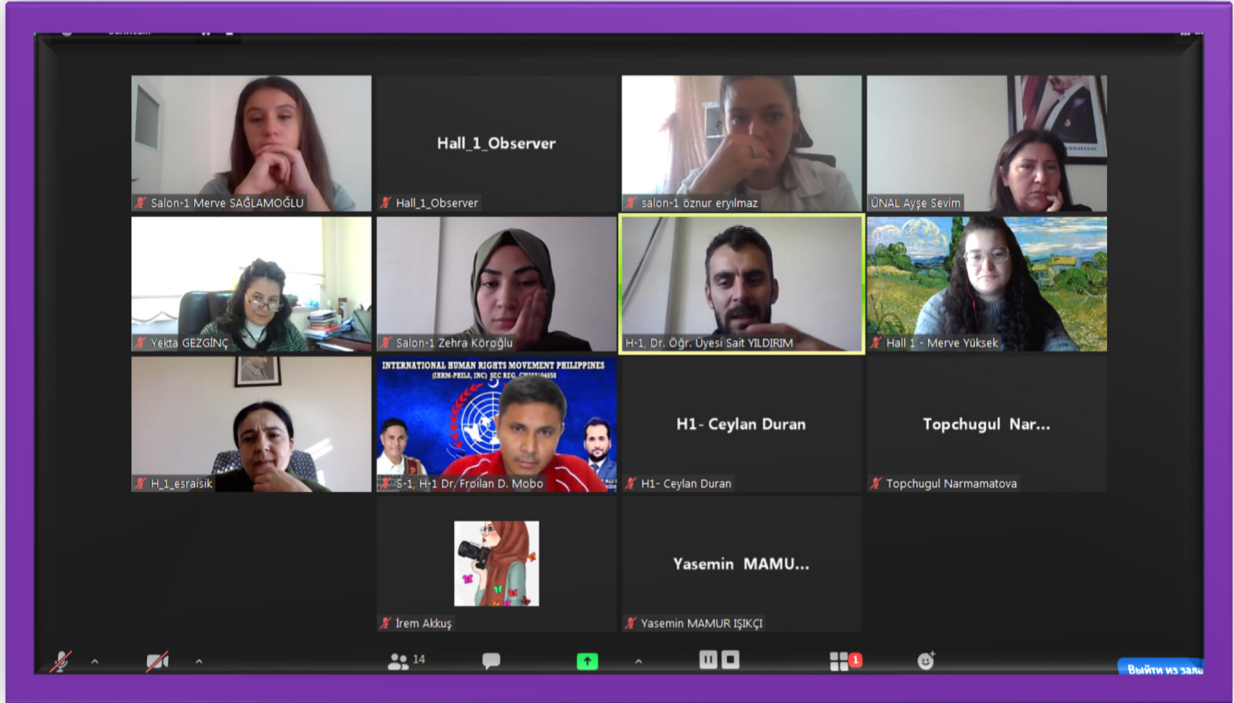 Salon-1 Merve SAĞLAMOĞLU
Hall_1_Observer
Hall_1_Observer
salon-1 öznur eryılmaz
ÜNAL Ayşe Sevim
Yekta GEZGİNÇ
Salon-1 Zehra Köroğlu
H-1, Dr. Öğr. Üyesi Sait YILDIRIM
Hall 1 - Merve Yüksek
H_1_esraisik
INTERNATIONAL HUMAN RIGHTS MOVEMENT PHILIPPINES
S-1, H-1 Dr. Froilan D. Mobo
H1- Ceylan Duran
H1- Ceylan Duran
Topchugul Nar...
Topchugul Narmamatova
İrem Akkuş
Yasemin MAMU...
Yasemin MAMUR IŞIKÇI
14
1
Выйти из зала